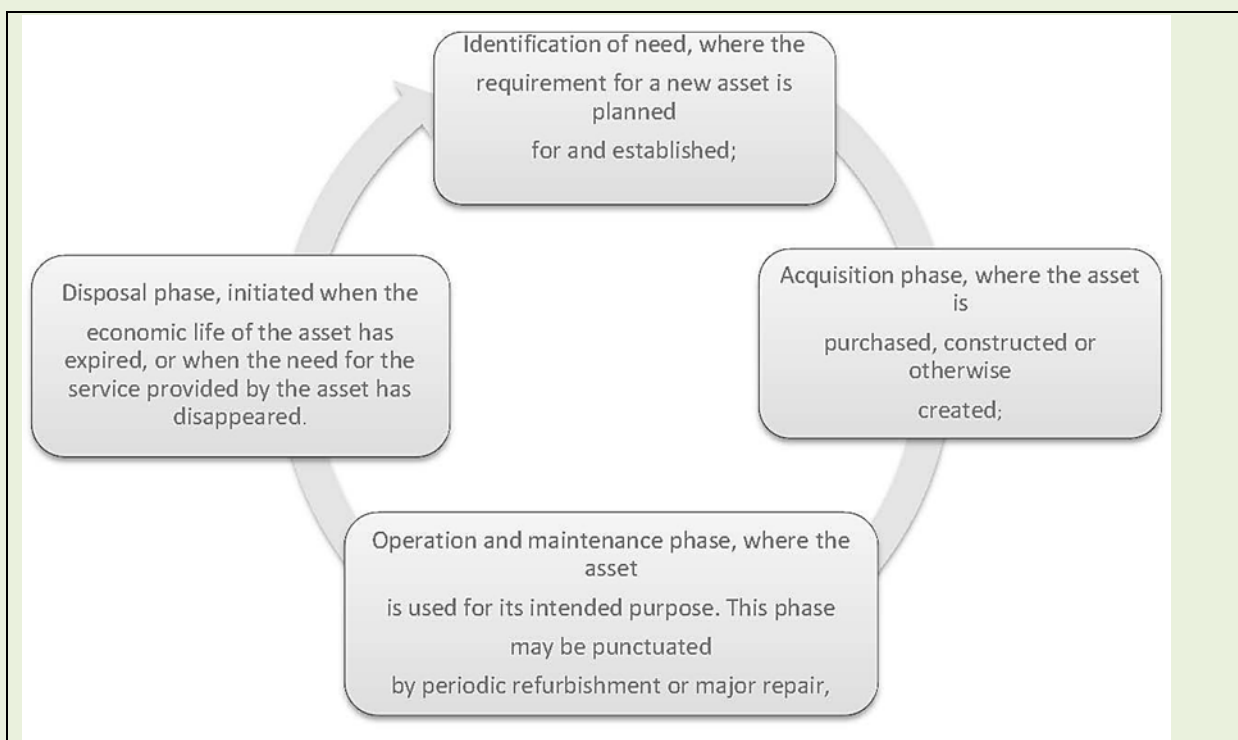 Identification of need, where the
requirement for a new asset is
planned
for and established;
Acquisition phase, where the asset
is
purchased, constructed or
otherwise
created;
Operation and maintenance phase, where the
asset
is used for its intended purpose. This phase
may be punctuated
by periodic refurbishment or major repair,
Disposal phase, initiated when the
economic life of the asset has
expired, or when the need for the
service provided by the asset has
disappeared.